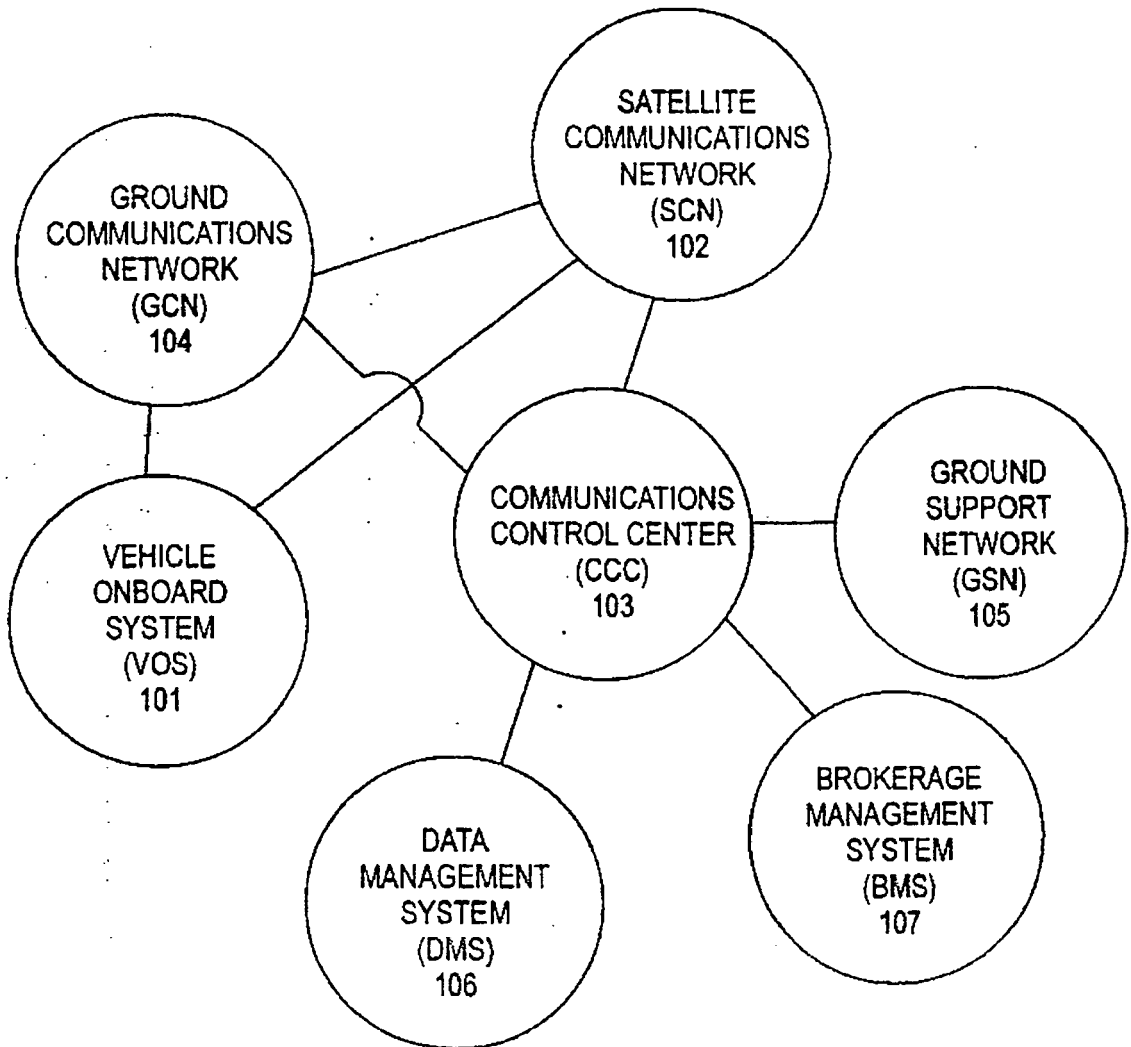 SATELLITE
COMMUNICATIONS
NETWORK
(SCN)
102
GROUND
COMMUNICATIONS
NETWORK
(GCN)
104
COMMUNICATIONS
CONTROL CENTER
(CCC)
103
GROUND
SUPPORT
NETWORK
(GSN)
105
VEHICLE
ONBOARD
SYSTEM
(VOS)
101
BROKERAGE
MANAGEMENT
SYSTEM
(BMS)
107
DATA
MANAGEMENT
SYSTEM
(DMS)
106